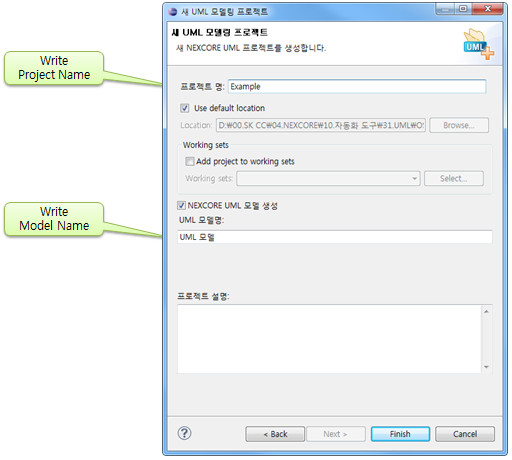 새 UML 모델링 프로젝트
새 UML 모델링 프로젝트
새 NEXCORE UML 프로젝트를 생성합니다.
UML
Write
Project Name
프로젝트 명: Example
Use default location
Location: D:₩00.SK CC₩04.NEXCORE₩10.자동화 도구₩31.UML₩O Browse...
Working sets
Add project to working sets
Working sets: Select...
Write
Model Name
NEXCORE UML 모델 생성
UML 모델명:
UML 모델
프로젝트 설명:
? < Back Next > Finish Cancel